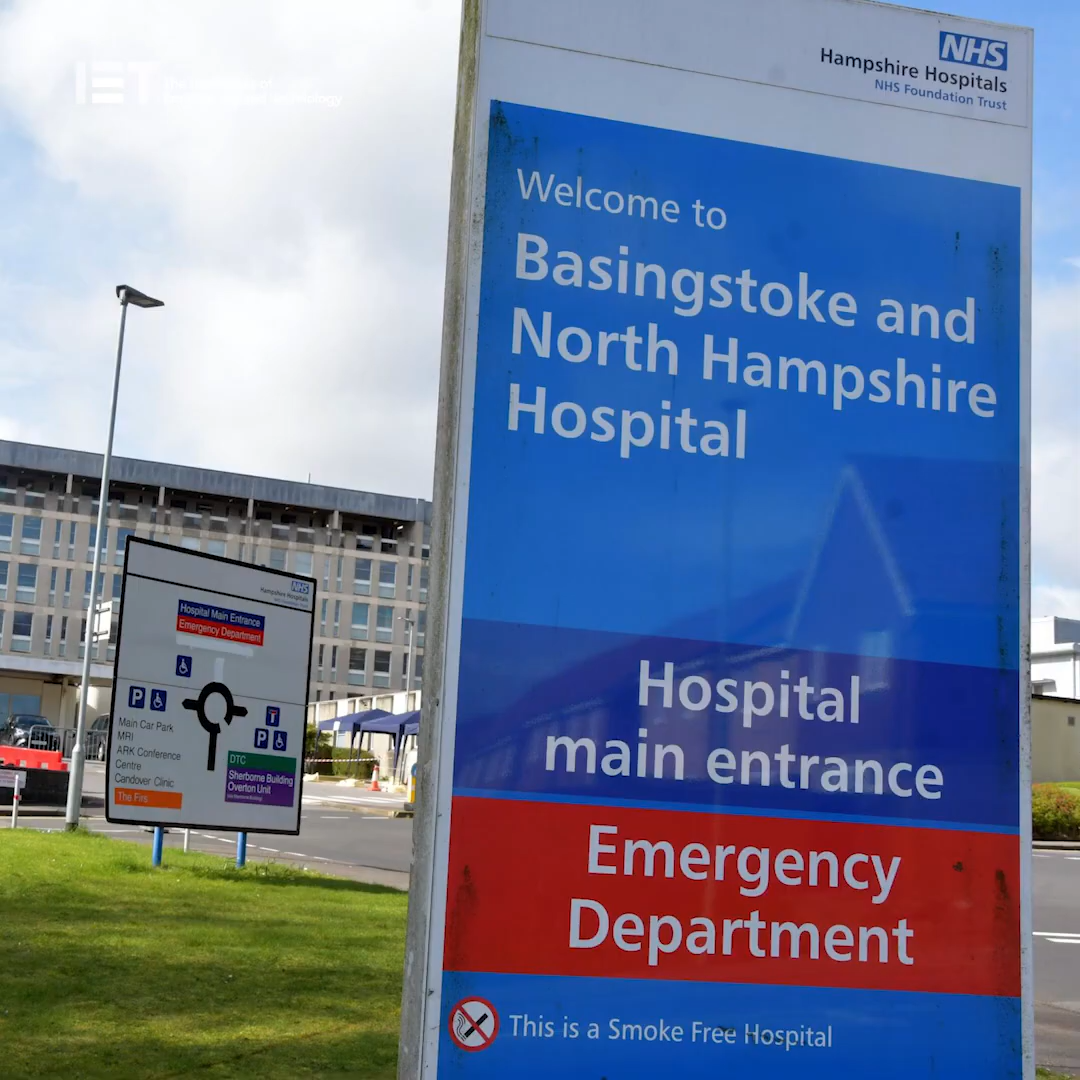 NHS
Hampshire Hospitals
NHS Foundation Trust
Welcome to
Basingstoke and
North Hampshire
Hospital
Hospital
main entrance
Emergency
Department
This is a Smoke Free Hospital
IET
NHS
Hampshire Hospitals
Hospital Main Entrance
Emergency Department
P
Main Car Park
MRI
ARK Conference
Centre
Candover Clinic
The Firs
P
DTC
Sherborne Building
Overton Unit